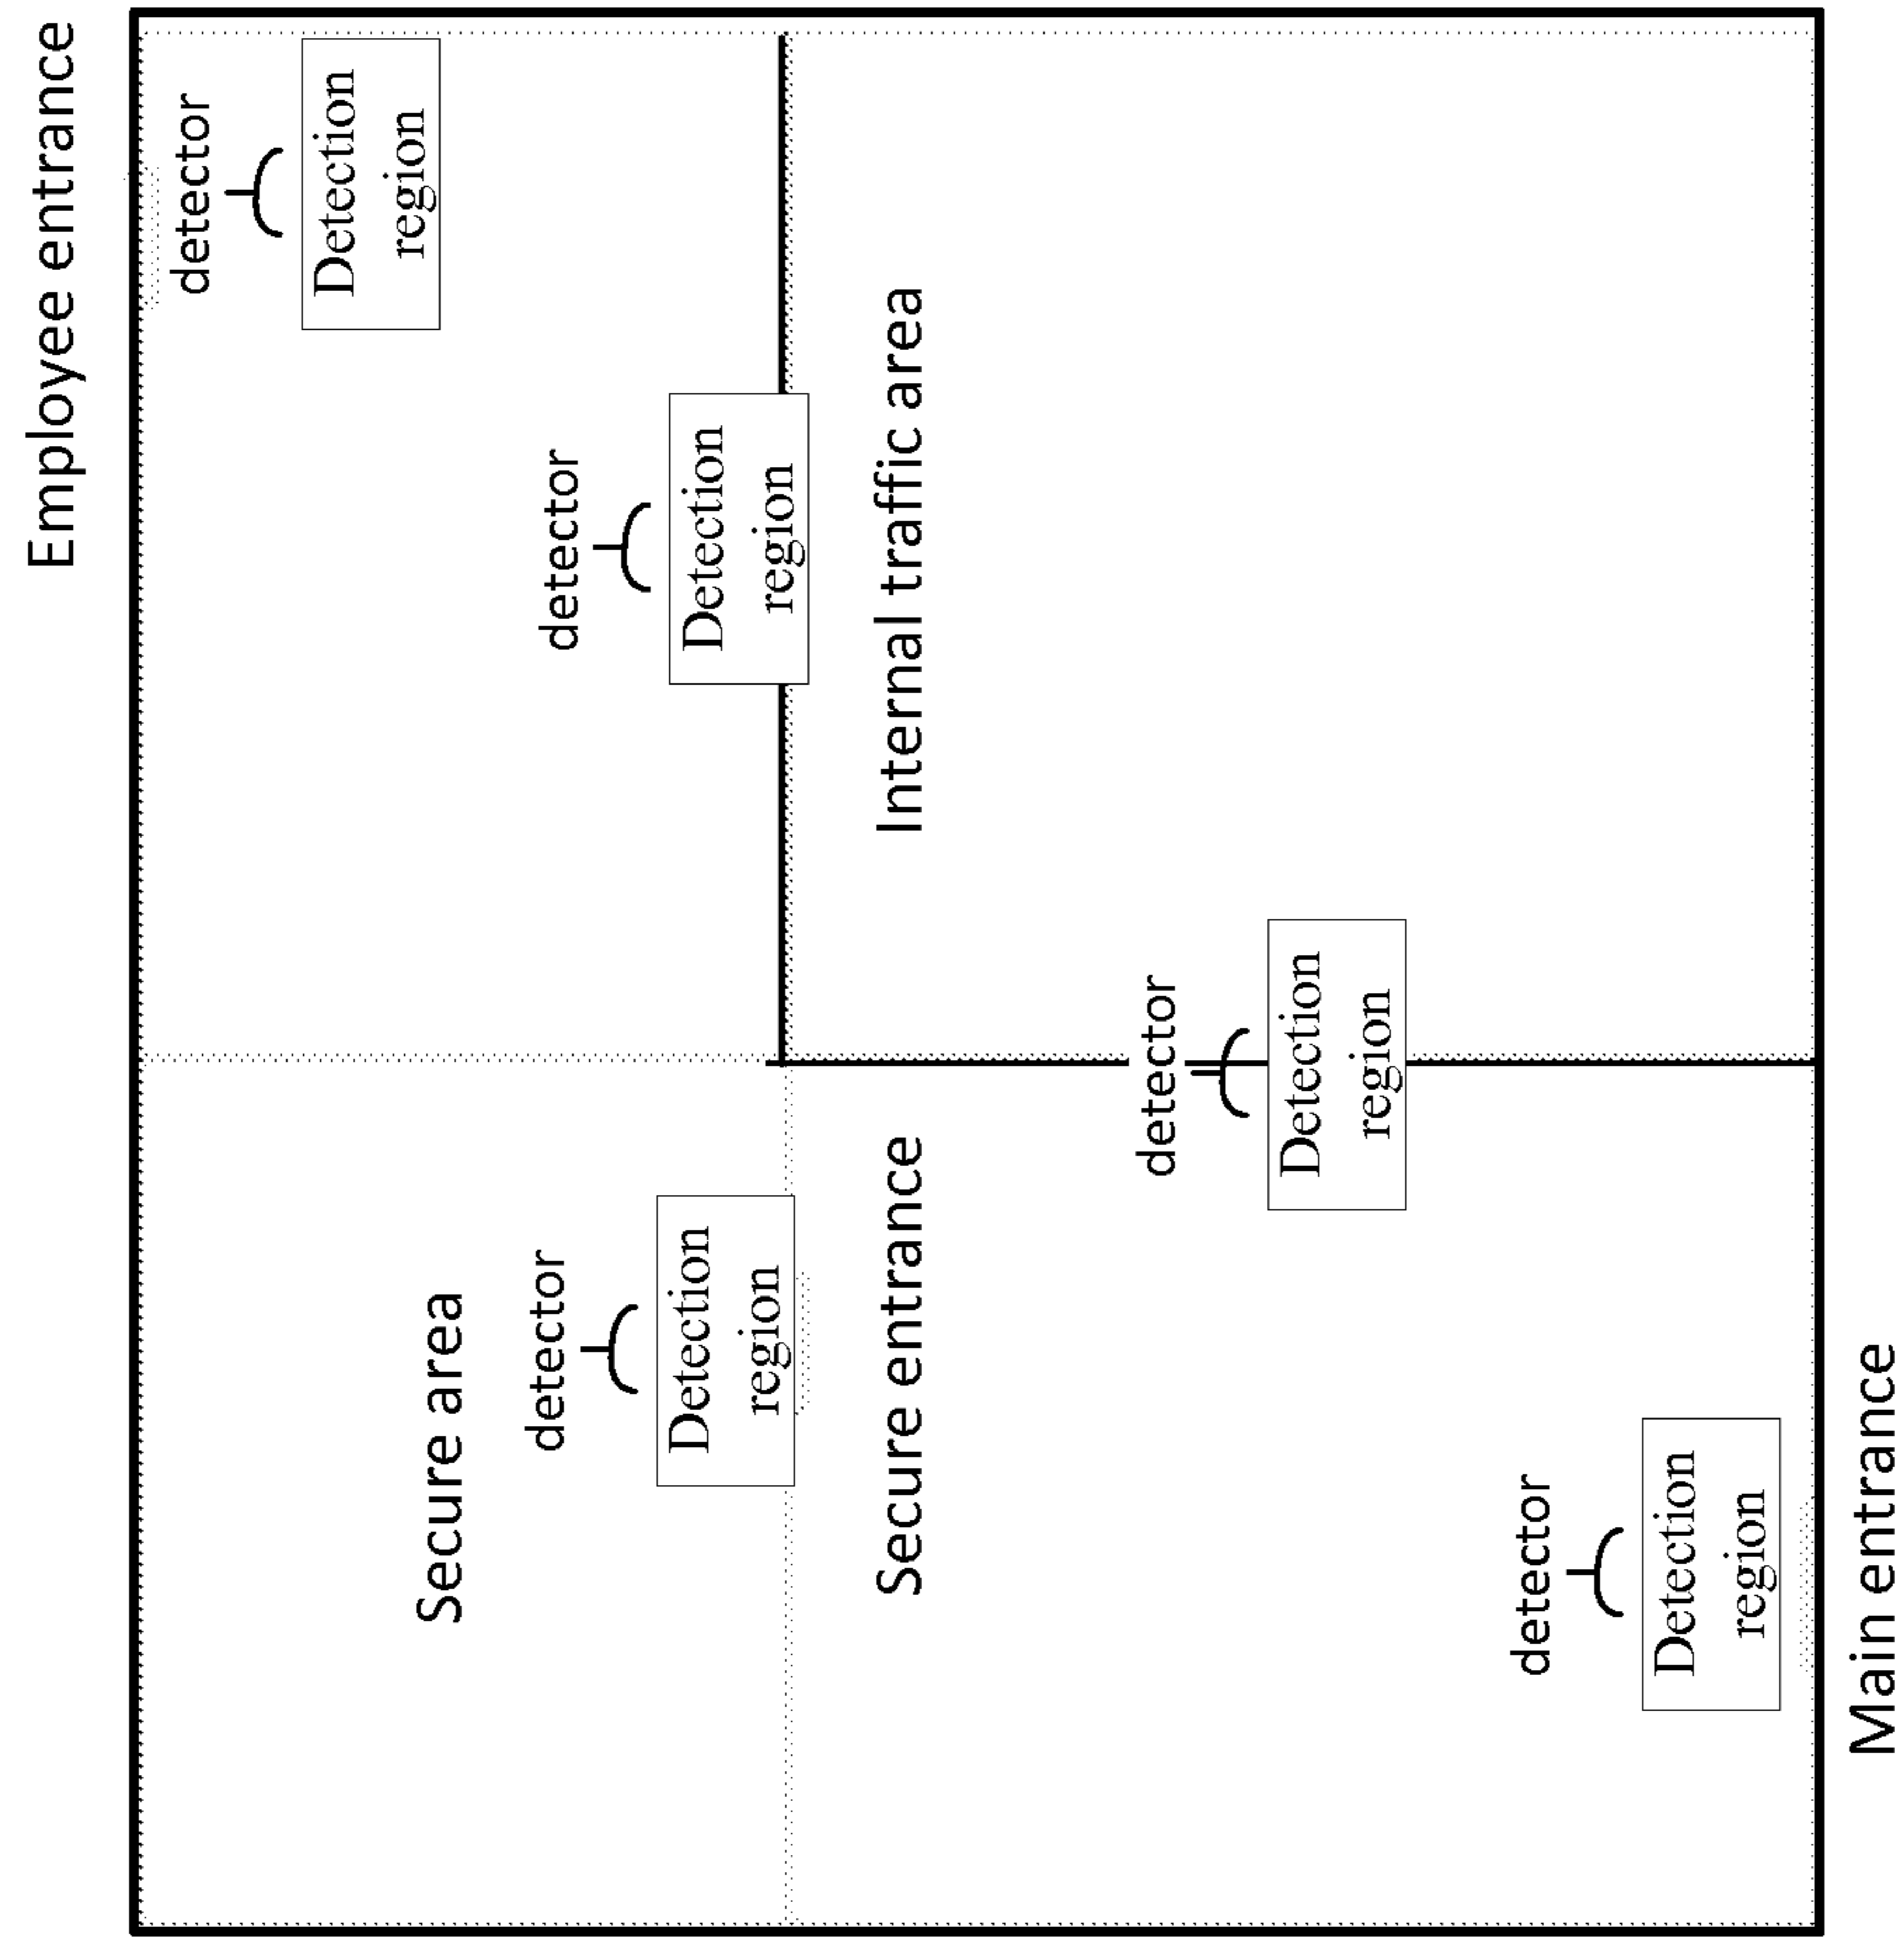 Employee entrance
detector
Detection
region
Secure area
detector
Detection
region
detector
Detection
region
Secure entrance
Internal traffic area
detector
Detection
region
detector
Detection
region
Main entrance